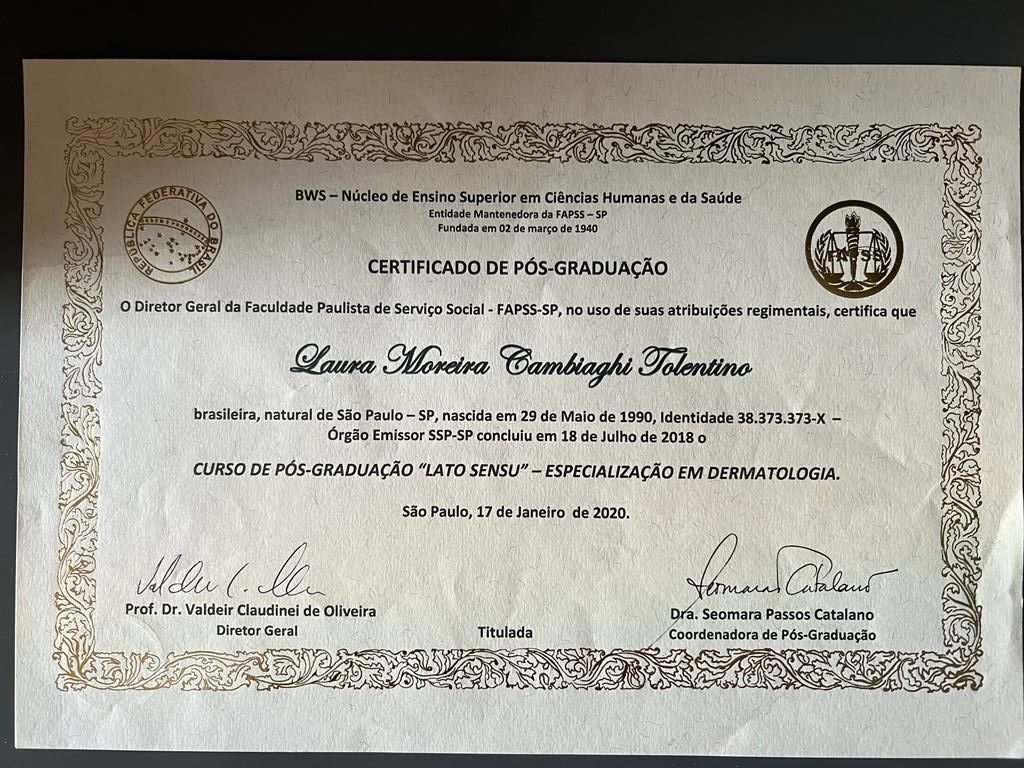 BWS – Núcleo de Ensino Superior em Ciências Humanas e da Saúde
Entidade Mantenedora da FAPSS – SP
Fundada em 02 de março de 1940
REPÚBLICA FEDERATIVA DO BRASIL
ORDEM E PROGRESSO
FAPSS
CERTIFICADO DE PÓS-GRADUAÇÃO
O Diretor Geral da Faculdade Paulista de Serviço Social - FAPSS-SP, no uso de suas atribuições regimentais, certifica que
Laura Moreira Cambiaghi Tolentino
brasileira, natural de São Paulo – SP, nascida em 29 de Maio de 1990, Identidade 38.373.373-X –
Órgão Emissor SSP-SP concluiu em 18 de Julho de 2018 o
CURSO DE PÓS-GRADUAÇÃO “LATO SENSU” – ESPECIALIZAÇÃO EM DERMATOLOGIA.
São Paulo, 17 de Janeiro de 2020.
Seomara Catalano
Prof. Dr. Valdeir Claudinei de Oliveira
Diretor Geral
Titulada
Dra. Seomara Passos Catalano
Coordenadora de Pós-Graduação